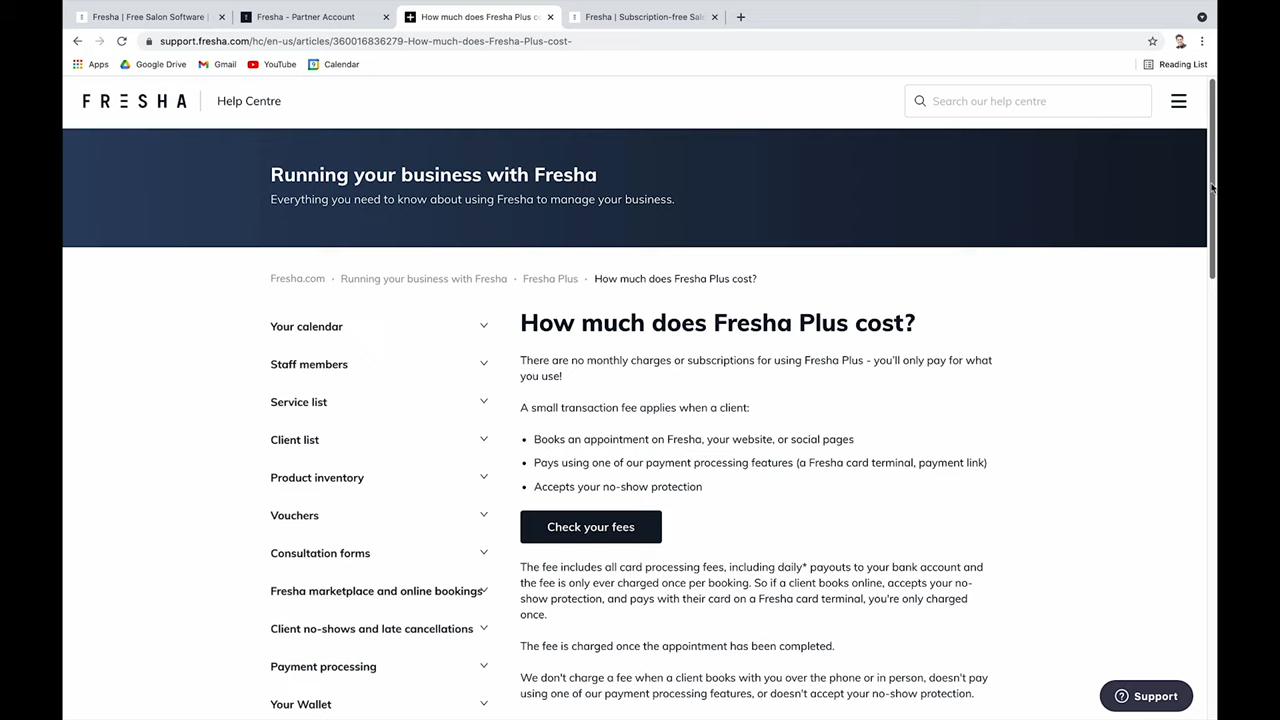 Fresha | Free Salon Software |
Fresha - Partner Account
How much does Fresha Plus co
Fresha | Subscription-free Sal
support.fresha.com/hc/en-us/articles/360016836279-How-much-does-Fresha-Plus-cost-
Apps
Google Drive
Gmail
YouTube
Calendar
Reading List
FRESHA
Help Centre
Search our help centre
Running your business with Fresha
Everything you need to know about using Fresha to manage your business.
Fresha.com · Running your business with Fresha · Fresha Plus · How much does Fresha Plus cost?
Your calendar
Staff members
Service list
Client list
Product inventory
Vouchers
Consultation forms
Fresha marketplace and online bookings
Client no-shows and late cancellations
Payment processing
Your Wallet
How much does Fresha Plus cost?
There are no monthly charges or subscriptions for using Fresha Plus - you'll only pay for what
you use!
A small transaction fee applies when a client:
• Books an appointment on Fresha, your website, or social pages
• Pays using one of our payment processing features (a Fresha card terminal, payment link)
• Accepts your no-show protection
Check your fees
The fee includes all card processing fees, including daily* payouts to your bank account and
the fee is only ever charged once per booking. So if a client books online, accepts your no-
show protection, and pays with their card on a Fresha card terminal, you're only charged
once.
The fee is charged once the appointment has been completed.
We don't charge a fee when a client books with you over the phone or in person, doesn't pay
using one of our payment processing features, or doesn't accept your no-show protection.
Support